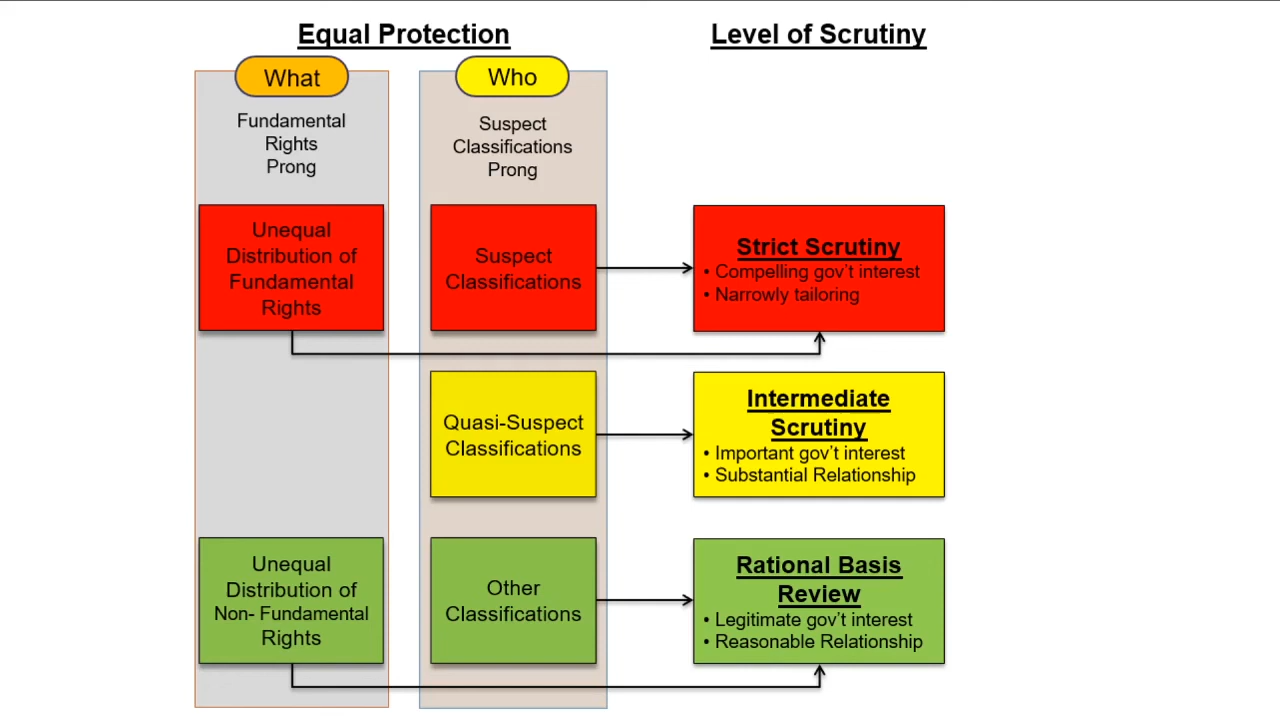 Equal Protection
Level of Scrutiny
What
Who
Fundamental
Rights
Prong
Suspect
Classifications
Prong
Unequal
Distribution of
Fundamental
Rights
Suspect
Classifications
Strict Scrutiny
• Compelling gov’t interest
• Narrowly tailoring
Quasi-Suspect
Classifications
Intermediate
Scrutiny
• Important gov’t interest
• Substantial Relationship
Unequal
Distribution of
Non- Fundamental
Rights
Other
Classifications
Rational Basis
Review
• Legitimate gov’t interest
• Reasonable Relationship